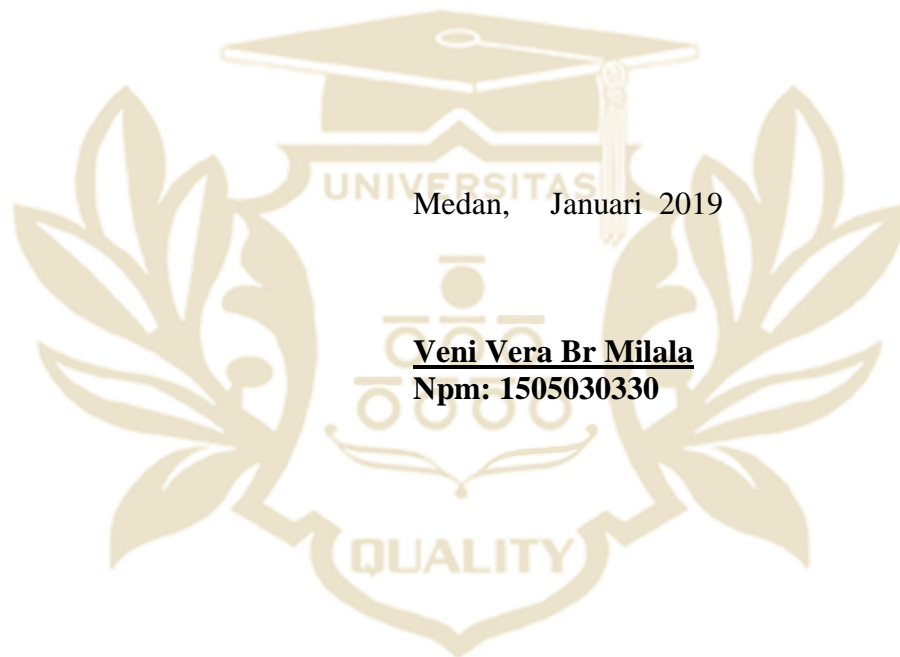 UNIVERSITAS
Medan, Januari 2019
Veni Vera Br Milala
Npm: 1505030330
QUALITY